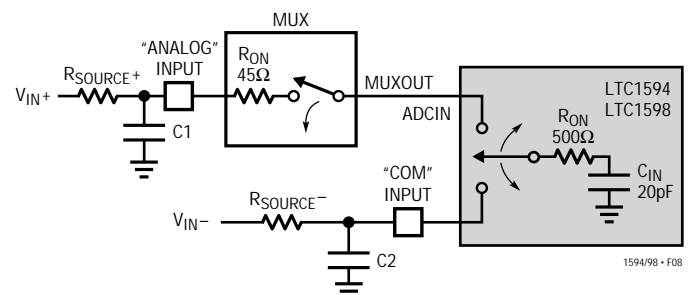 MUX
"ANALOG"
INPUT
RSOURCE+
RON
45Ω
VIN+
C1
MUXOUT
ADCIN
LTC1594
LTC1598
RON
500Ω
CIN
20pF
"COM"
INPUT
RSOURCE–
VIN–
C2
1594/98 • F08